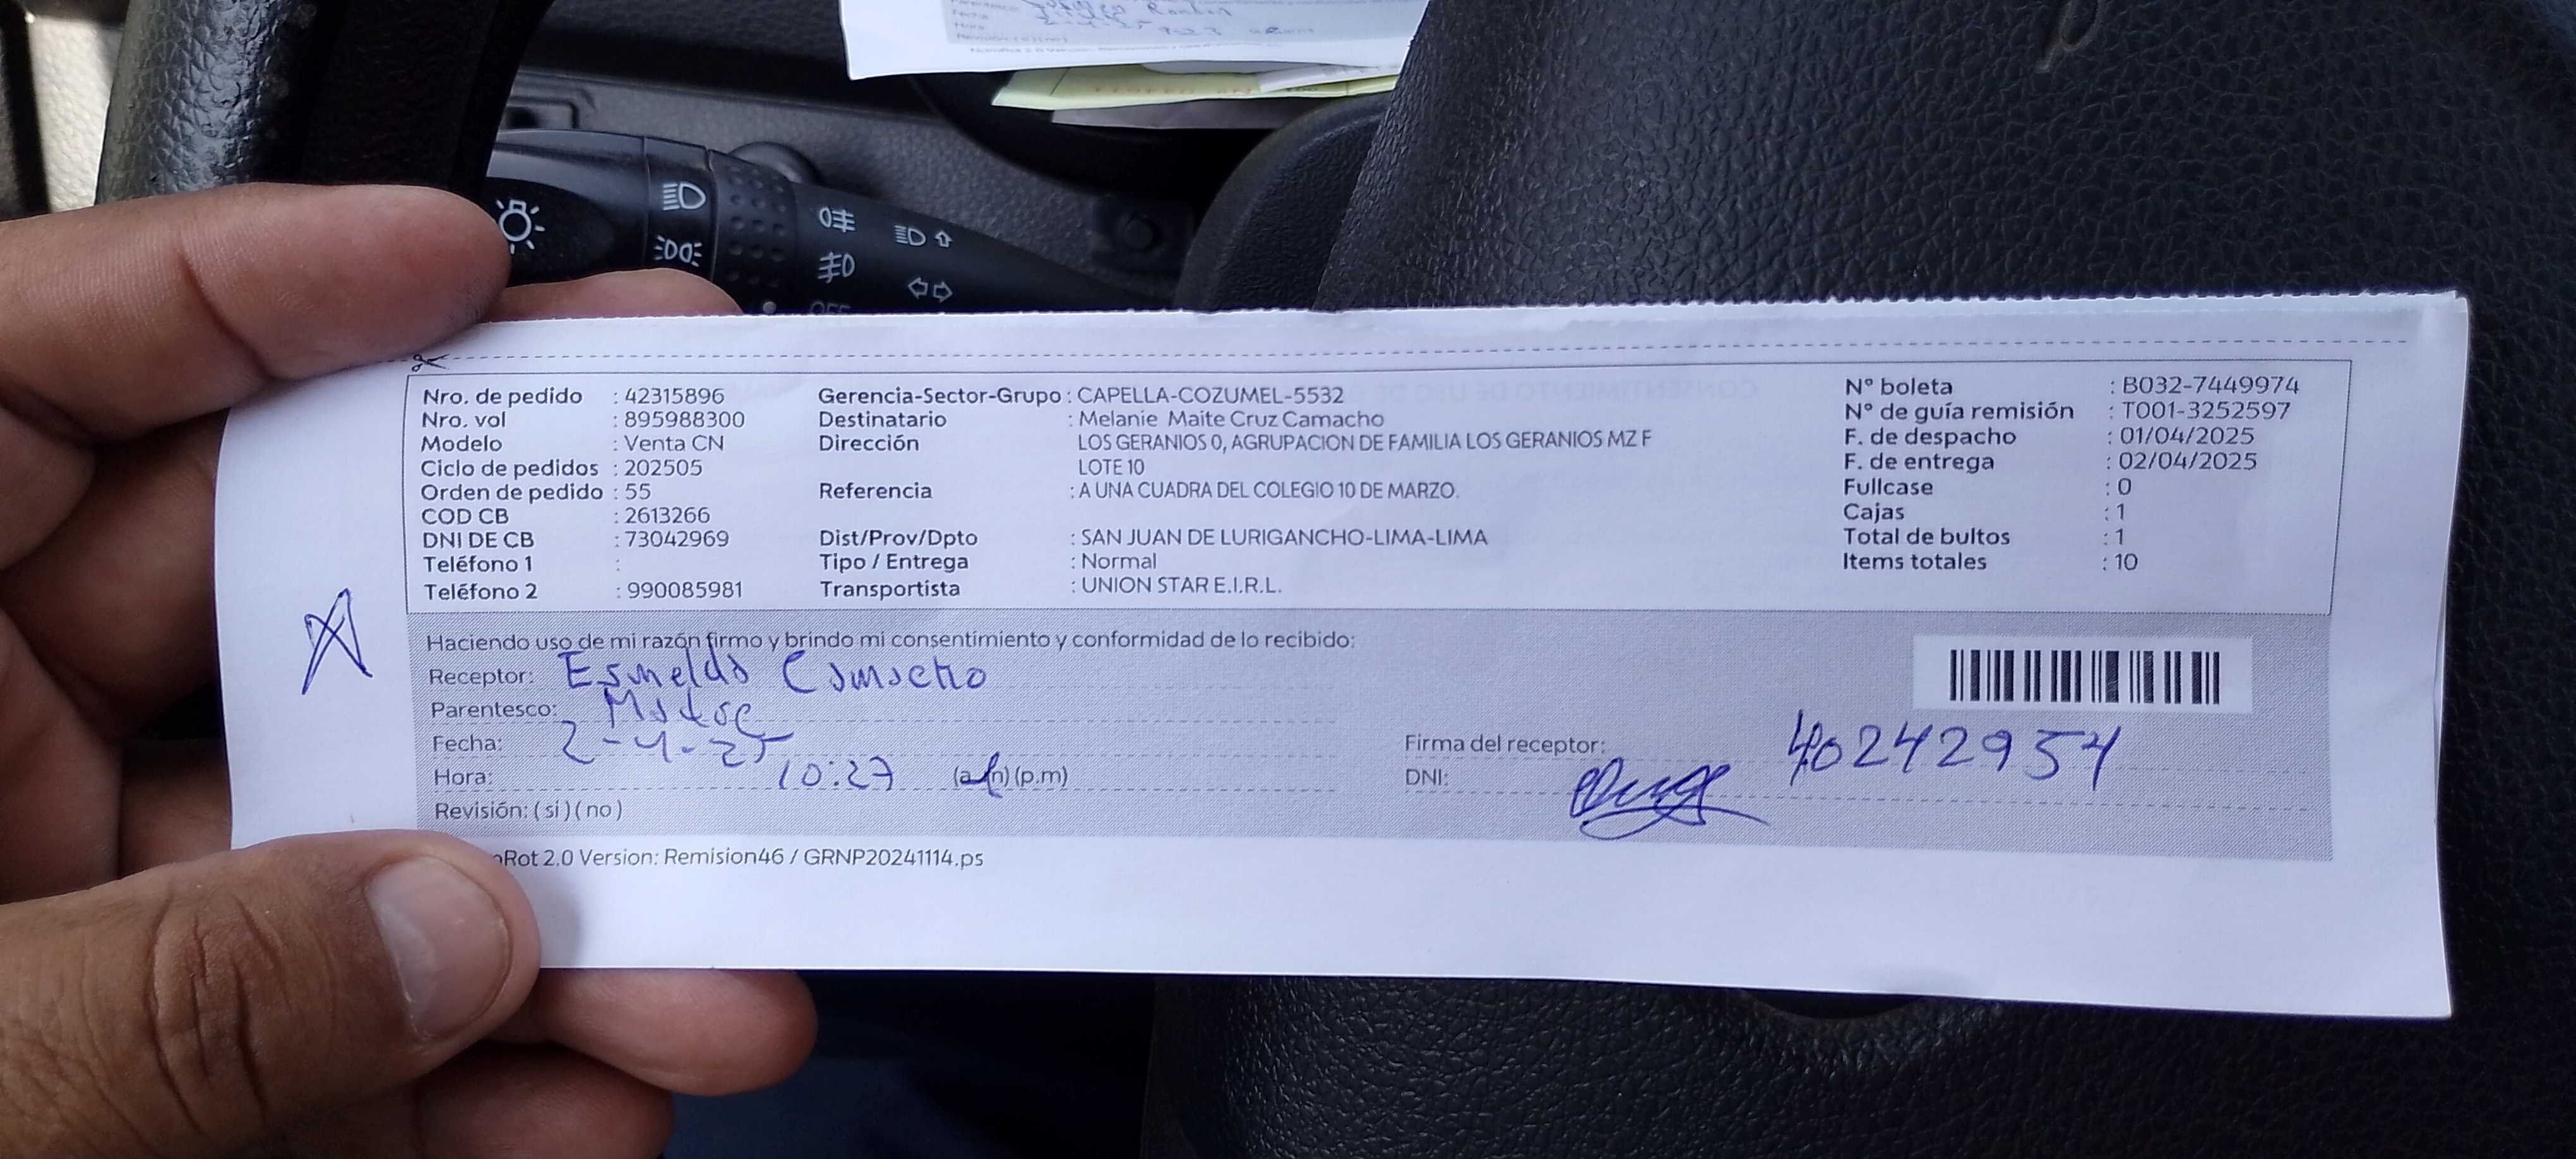 Nro. de pedido : 42315896
Nro. vol : 895988300
Modelo : Venta CN
Ciclo de pedidos : 202505
Orden de pedido : 55
COD CB : 2613266
DNI DE CB : 73042969
Teléfono 1 :
Teléfono 2 : 990085981
Gerencia-Sector-Grupo : CAPELLA-COZUMEL-5532
Destinatario : Melanie Maite Cruz Camacho
Dirección LOS GERANIOS 0, AGRUPACION DE FAMILIA LOS GERANIOS MZ F
LOTE 10
Referencia : A UNA CUADRA DEL COLEGIO 10 DE MARZO.
Dist/Prov/Dpto : SAN JUAN DE LURIGANCHO-LIMA-LIMA
Tipo / Entrega : Normal
Transportista : UNION STAR E.I.R.L.
N° boleta : B032-7449974
N° de guía remisión : T001-3252597
F. de despacho : 01/04/2025
F. de entrega : 02/04/2025
Fullcase : 0
Cajas : 1
Total de bultos : 1
Items totales : 10
Haciendo uso de mi razón firmo y brindo mi consentimiento y conformidad de lo recibido:
Receptor: Esmelda Camacho
Parentesco: Madre
Fecha: 2-4-25
Hora: 10:27 (a.m) (p.m)
Revisión: ( si ) ( no )
Firma del receptor:
DNI: 40242954
Rot 2.0 Version: Remision46 / GRNP20241114.ps
OFF